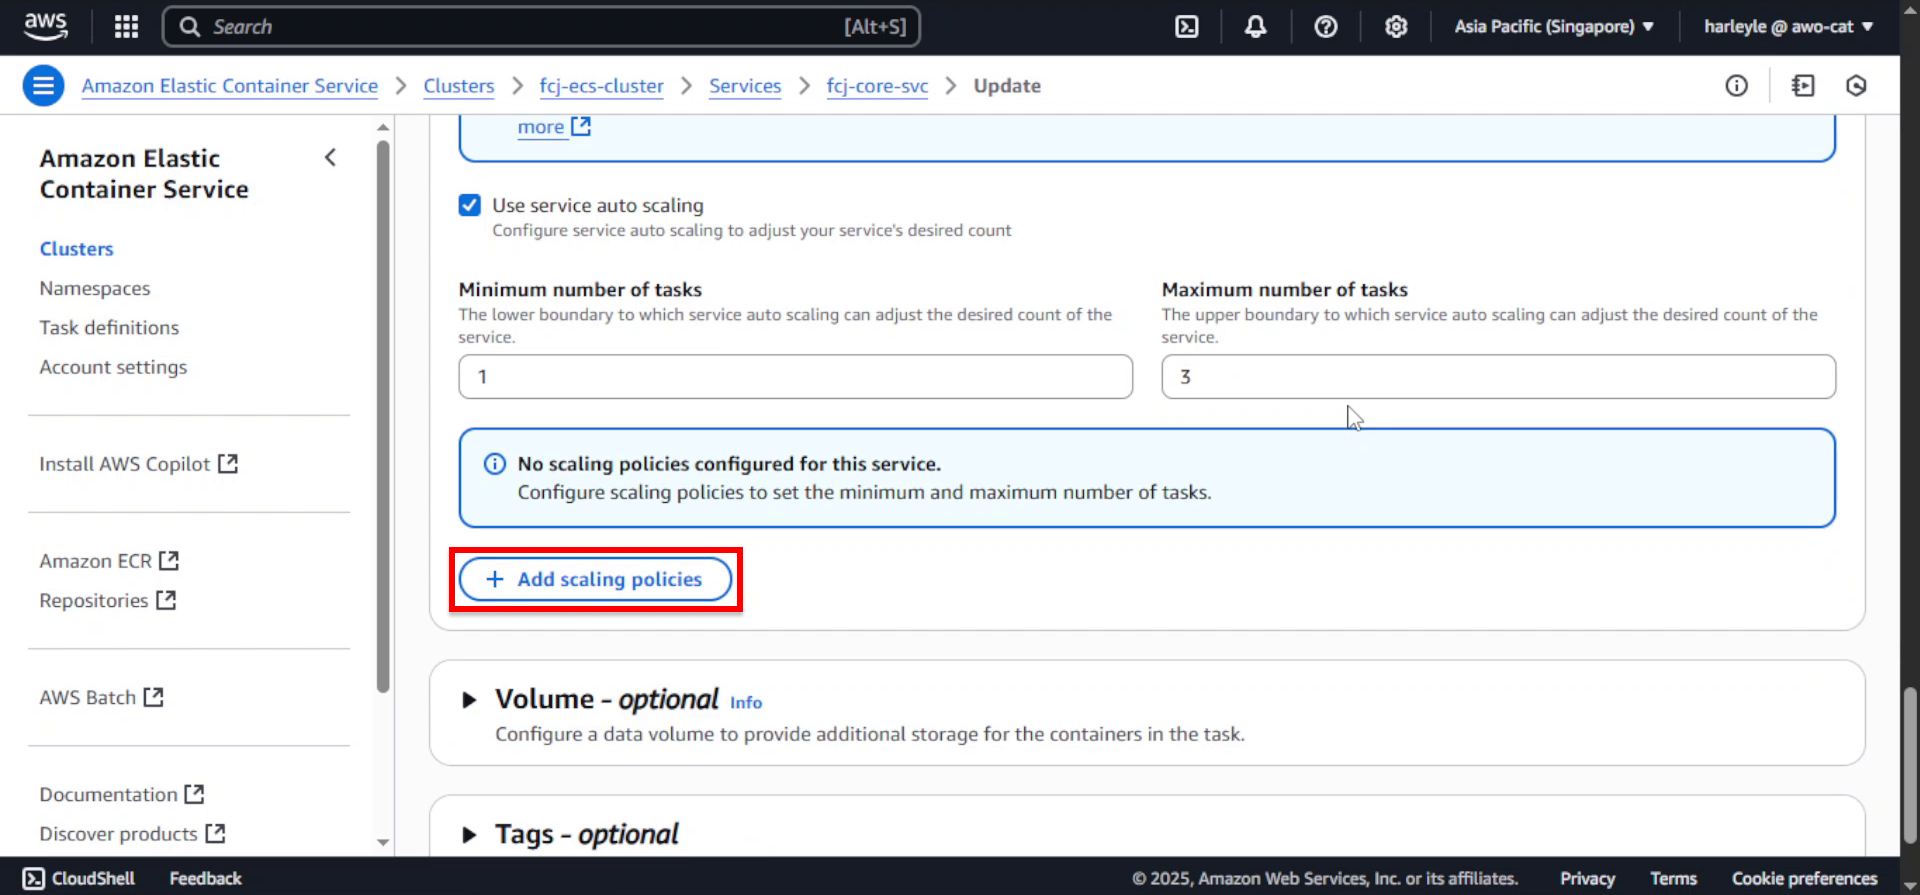 aws
Search
[Alt+S]
Asia Pacific (Singapore)
harleyle @ awo-cat
Amazon Elastic Container Service
Clusters
fcj-ecs-cluster
Services
fcj-core-svc
Update
Amazon Elastic
Container Service
Clusters
Namespaces
Task definitions
Account settings
Install AWS Copilot
Amazon ECR
Repositories
AWS Batch
Documentation
Discover products
more
Use service auto scaling
Configure service auto scaling to adjust your service's desired count
Minimum number of tasks
The lower boundary to which service auto scaling can adjust the desired count of the
service.
1
Maximum number of tasks
The upper boundary to which service auto scaling can adjust the desired count of the
service.
3
No scaling policies configured for this service.
Configure scaling policies to set the minimum and maximum number of tasks.
+ Add scaling policies
Volume - optional Info
Configure a data volume to provide additional storage for the containers in the task.
Tags - optional
CloudShell
Feedback
© 2025, Amazon Web Services, Inc. or its affiliates.
Privacy
Terms
Cookie preferences